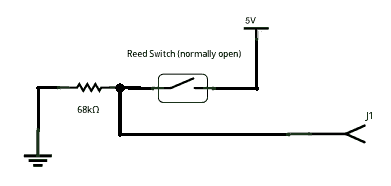 5V
Reed Switch (normally open)
68kΩ
J1